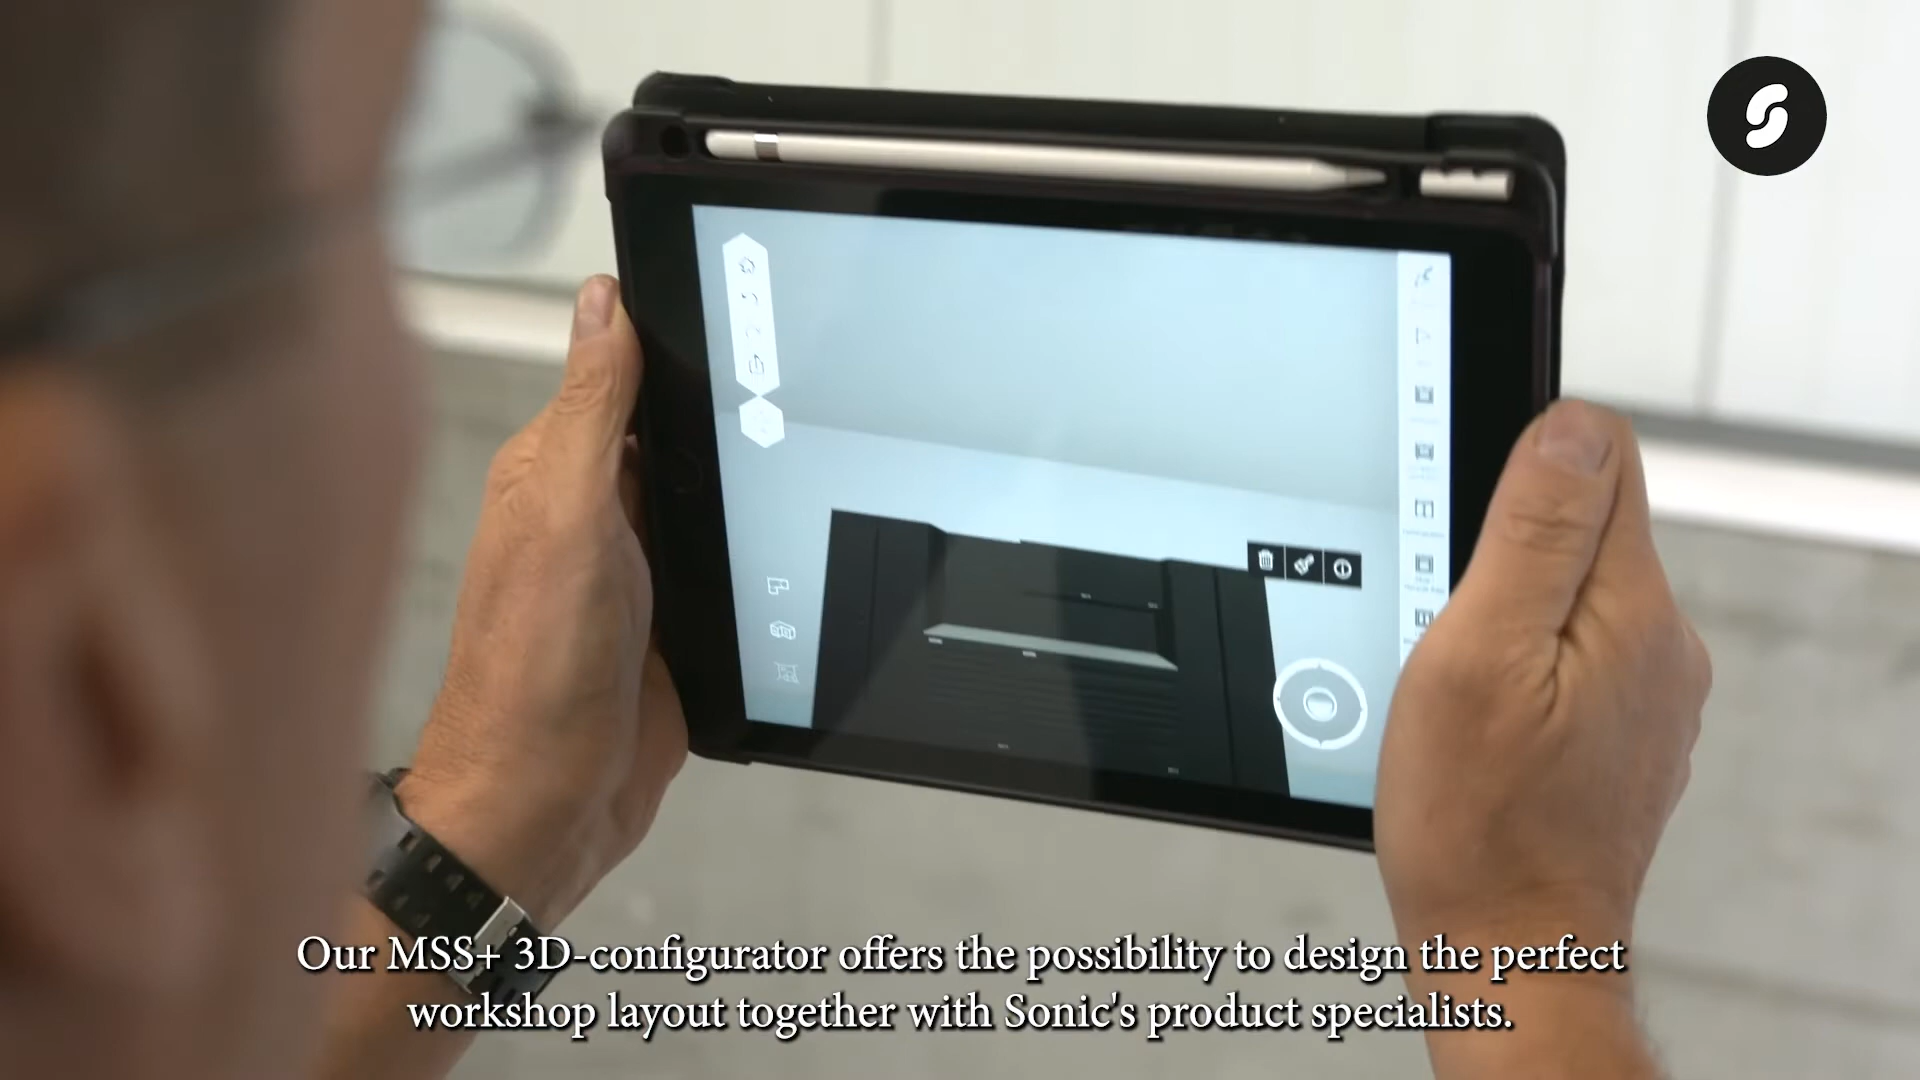 Our MSS+ 3D-configurator offers the possibility to design the perfect
workshop layout together with Sonic's product specialists.